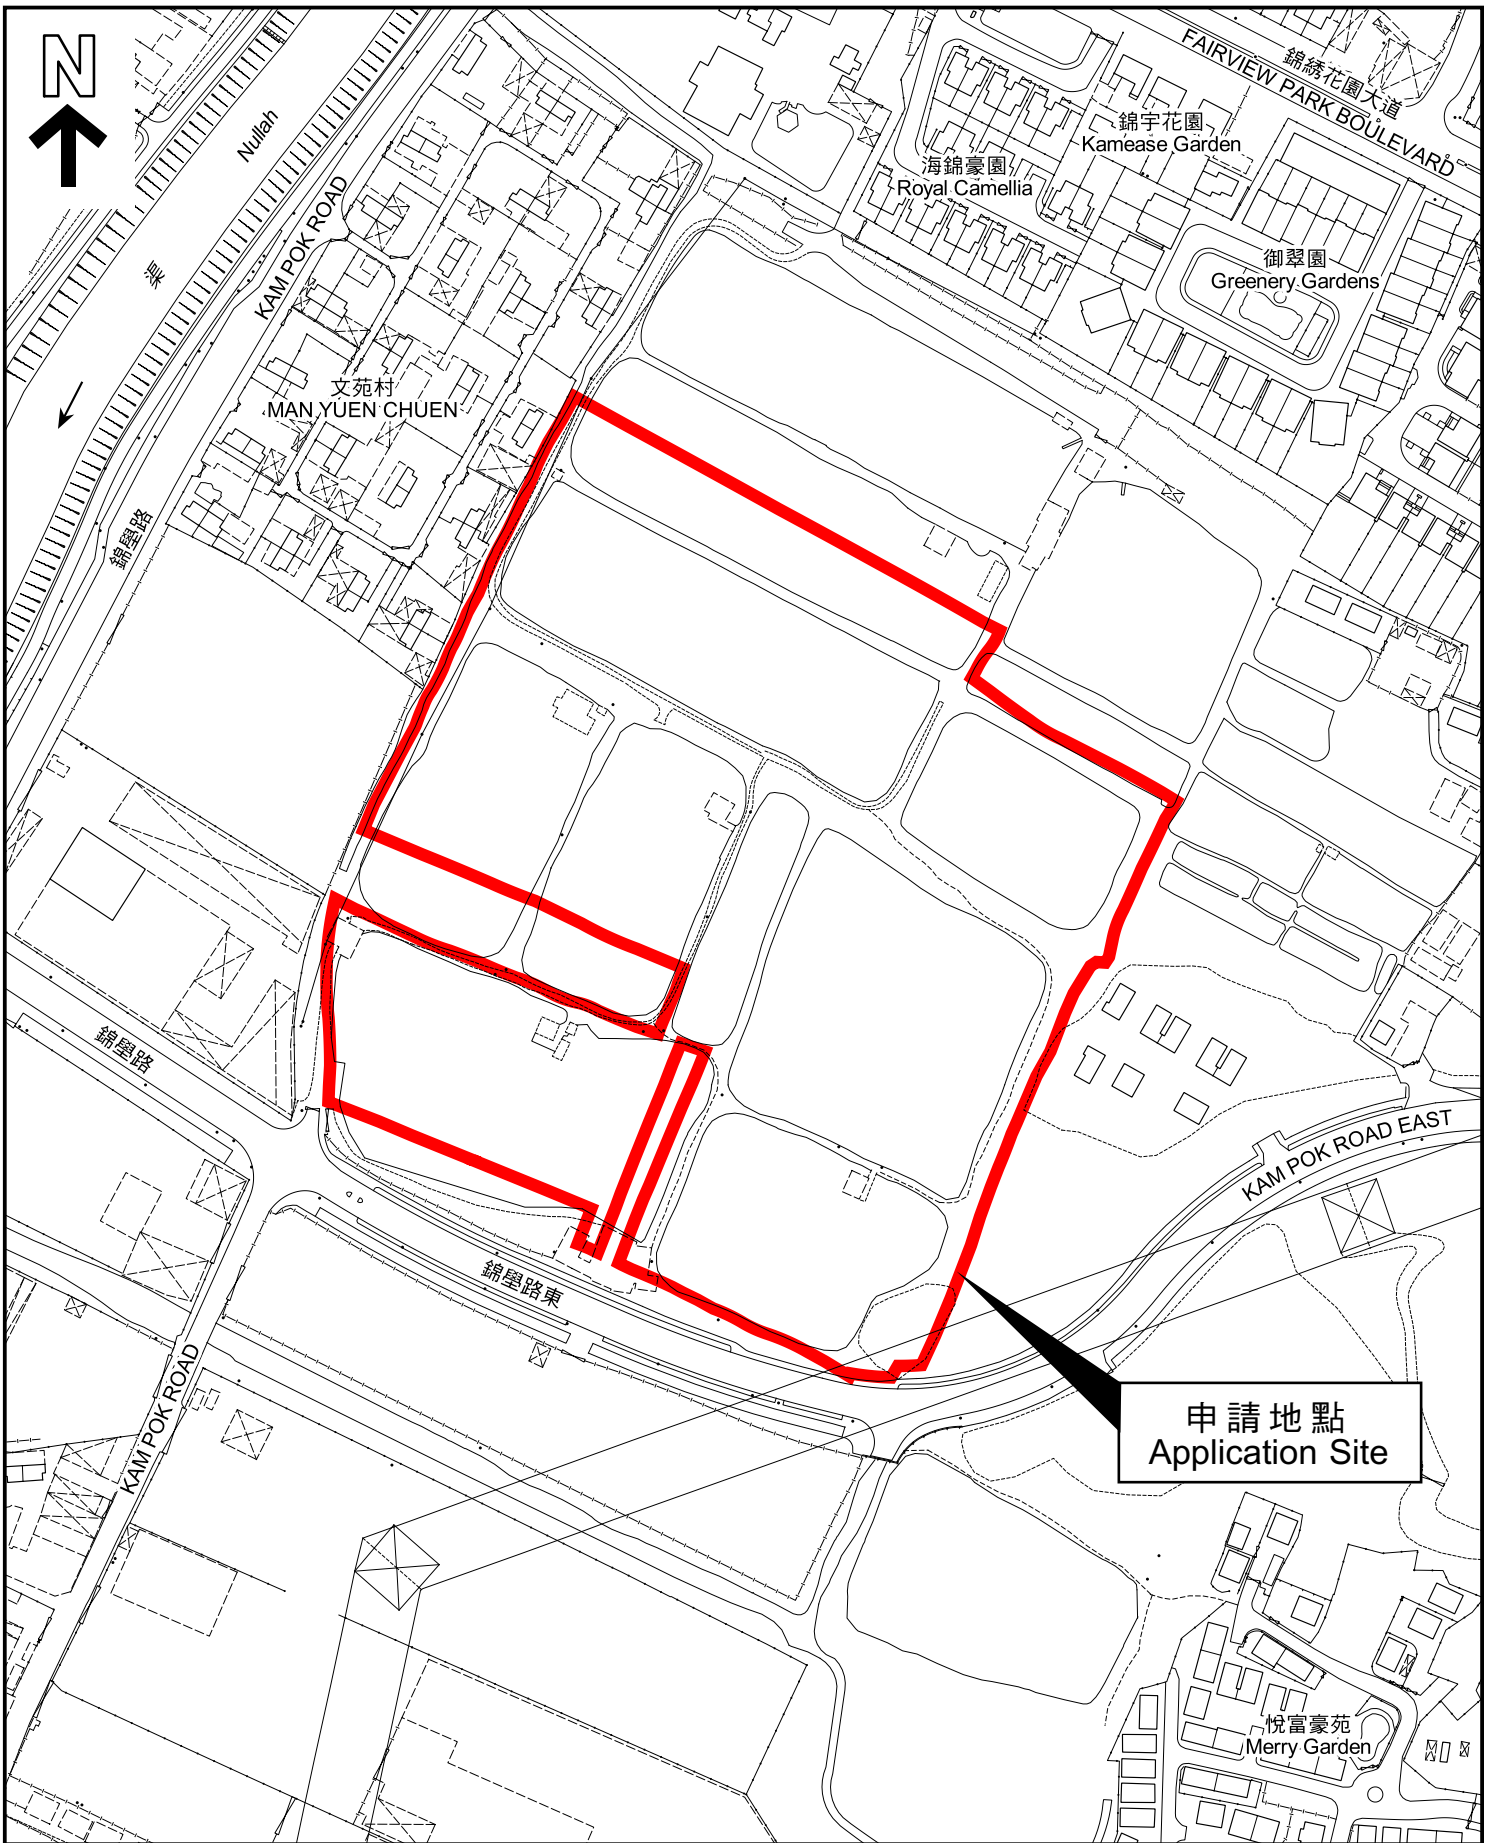 N
Nullah
渠
KAM POK ROAD
錦綉花園大道
FAIRVIEW PARK BOULEVARD
錦宇花園
Kamease Garden
海錦豪園
Royal Camellia
御翠園
Greenery Gardens
文苑村
MAN YUEN CHUEN
錦壆路
錦壆路
KAM POK ROAD EAST
錦壆路東
KAM POK ROAD
申請地點
Application Site
悅富豪苑
Merry Garden